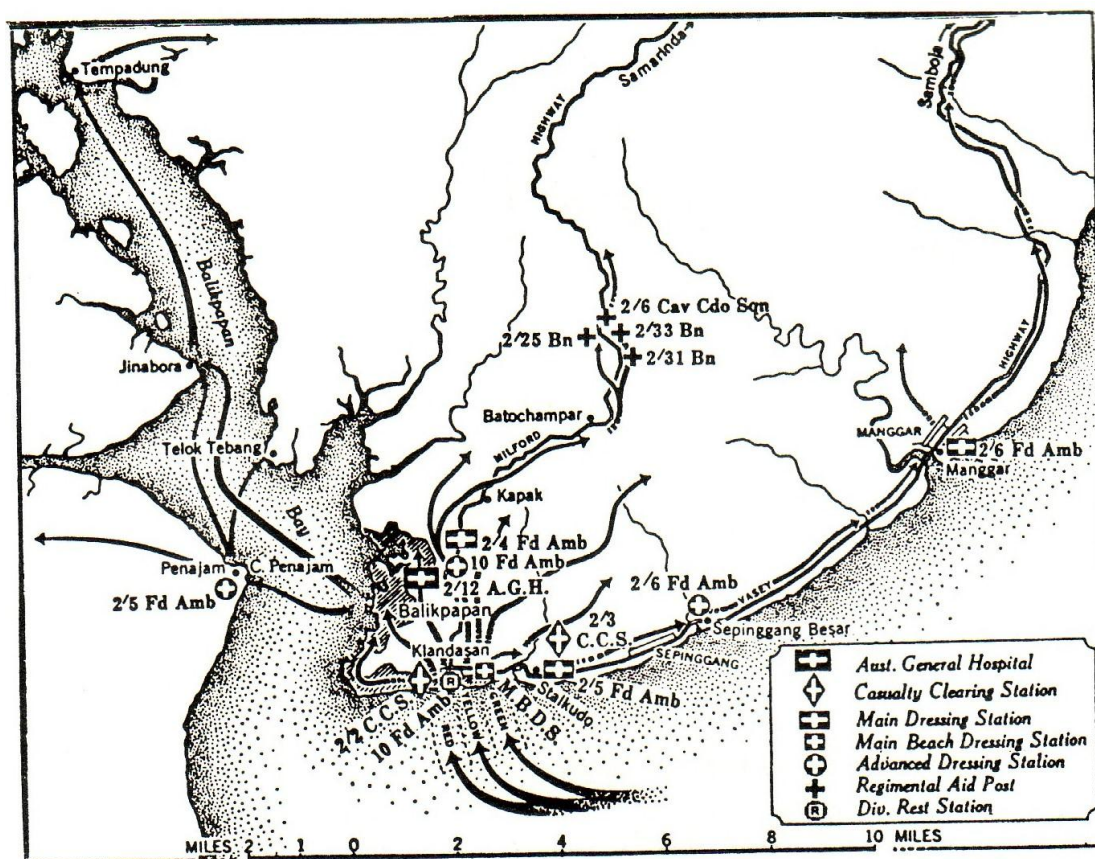 Tempadung
HIGHWAY
Samarinda
Samboja
Balikpapan
Bay
2/6 Cav Cdo Sqn
2/25 Bn
2/33 Bn
2/31 Bn
Jinabora
HIGHWAY
Batochampar
MILFORD
Telok Tebang
MANGGAR
2/6 Fd Amb
Manggar
Kapak
2/4 Fd Amb
10 Fd Amb
Penajam
C. Penajam
2/12 A.G.H.
2/5 Fd Amb
Balikpapan
2/6 Fd Amb
VASEY
2/3
C.C.S.
Sepinggang Besar
Klandasan
SEPINGGANG
Stalkudo
2/5 Fd Amb
M.B.D.S.
2/2 C.C.S.
R
10 Fd Amb
RED
YELLOW
GREEN
Aust. General Hospital
Casualty Clearing Station
Main Dressing Station
Main Beach Dressing Station
Advanced Dressing Station
Regimental Aid Post
R Div. Rest Station
MILES 2 0 2 4 6 8 10 MILES